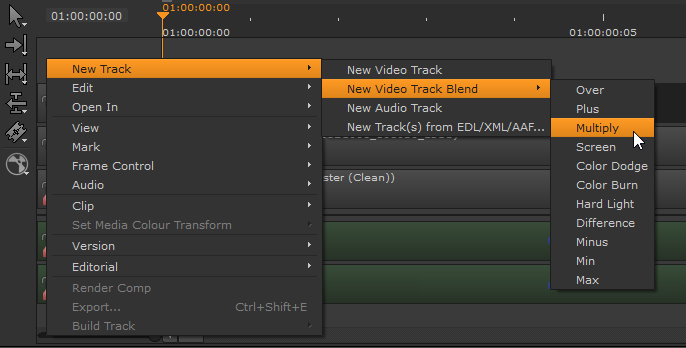 01:00:00:00
01:00:00:00
01:00:00:00
01:00:00:05
New Track
Edit
Open In
View
Mark
Frame Control
Audio
Clip
Set Media Colour Transform
Version
Editorial
Render Comp
Export... Ctrl+Shift+E
Build Track
New Video Track
New Video Track Blend
New Audio Track
New Track(s) from EDL/XML/AAF...
(Clean))
Over
Plus
Multiply
Screen
Color Dodge
Color Burn
Hard Light
Difference
Minus
Min
Max